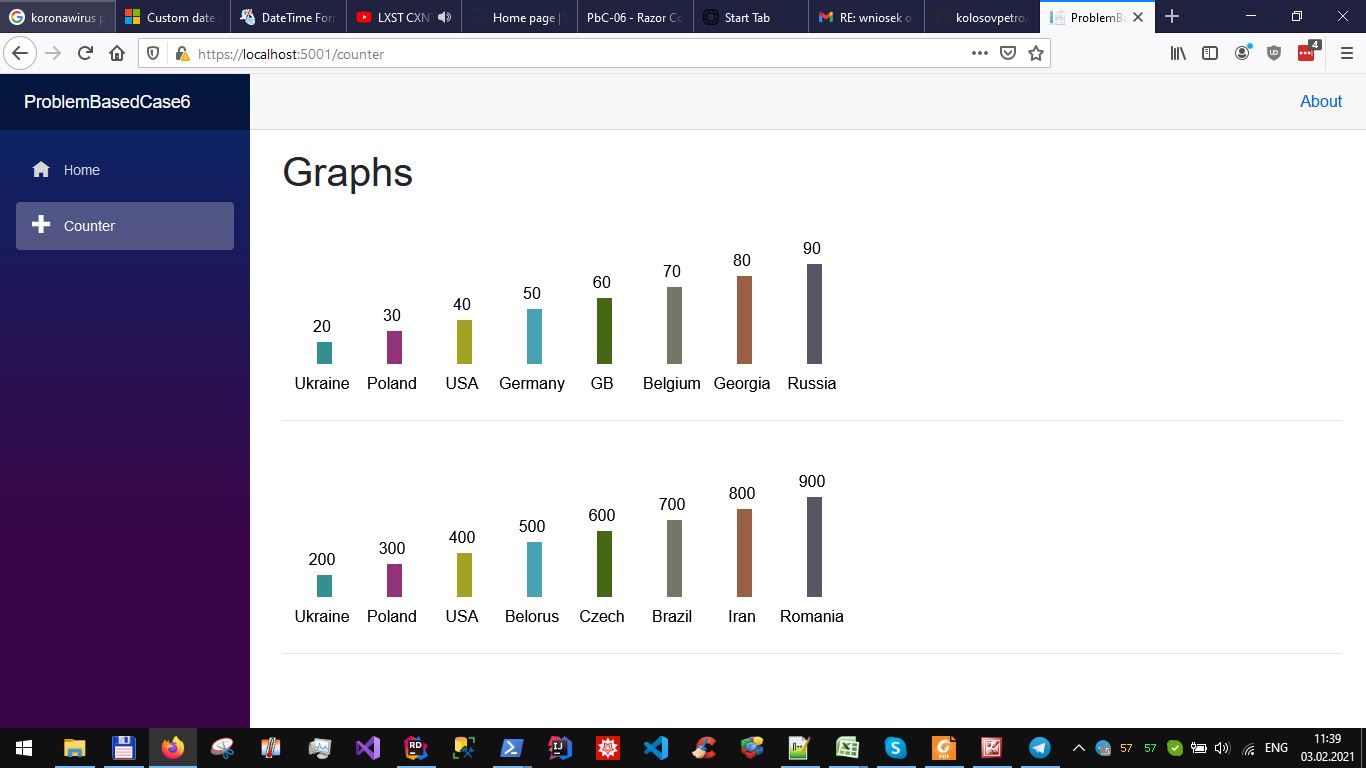 koronawirus p
Custom date
DateTime For
LXST CXNT
Home page |
PbC-06 - Razor Co
Start Tab
RE: wniosek o
kolosovpetro/
ProblemBa
https://localhost:5001/counter
4
ProblemBasedCase6
About
Home
Counter
Graphs
20 30 40 50 60 70 80 90
Ukraine Poland USA Germany GB Belgium Georgia Russia
200 300 400 500 600 700 800 900
Ukraine Poland USA Belorus Czech Brazil Iran Romania
57 57 ENG
11:39
03.02.2021